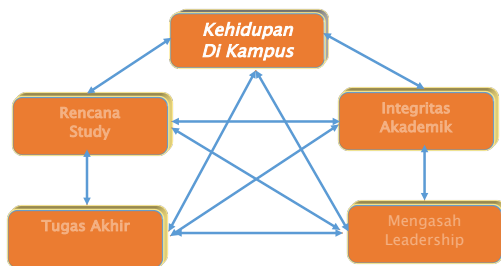 Kehidupan
Di Kampus
Rencana
Study
Integritas
Akademik
Tugas Akhir
Mengasah
Leadership